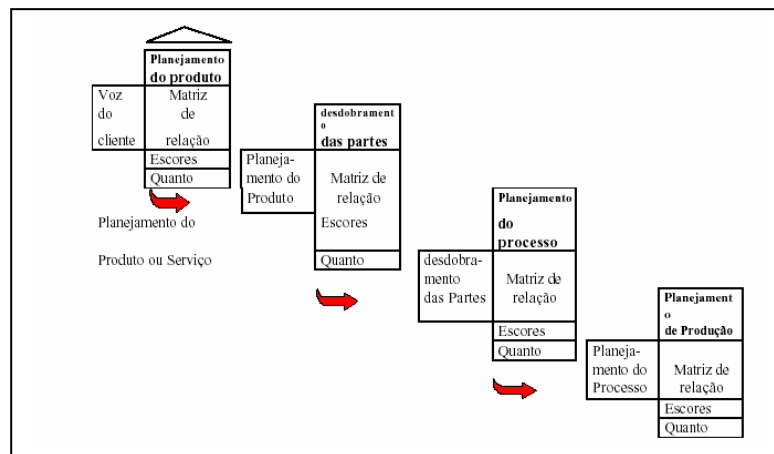 Planejamento
do produto
Voz
do
cliente
Matriz
de
relação
Escores
Quanto
Planejamento do
Produto ou Serviço
desdobrament
o
das partes
Planeja-
mento do
Produto
Matriz de
relação
Escores
Quanto
Planejamento
do
processo
desdobra-
mento
das Partes
Matriz de
relação
Escores
Quanto
Planejament
o
de Produção
Planeja-
mento do
Processo
Matriz de
relação
Escores
Quanto